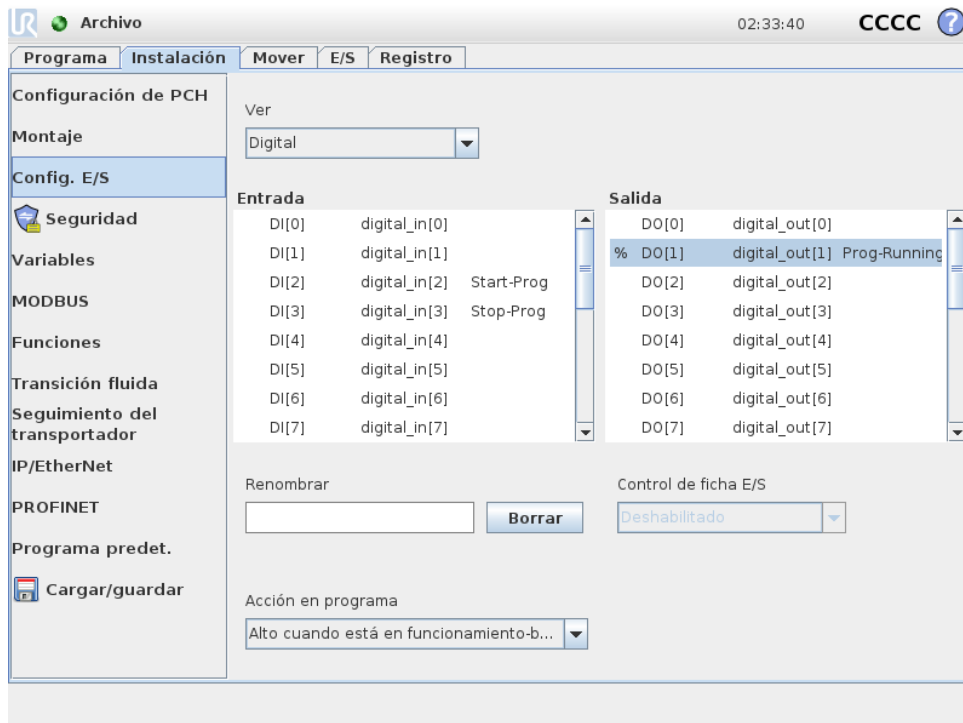 UR Archivo 02:33:40 CCCC ?
Programa Instalación Mover E/S Registro
Configuración de PCH
Montaje
Config. E/S
Seguridad
Variables
MODBUS
Funciones
Transición fluida
Seguimiento del
transportador
IP/EtherNet
PROFINET
Programa predet.
Cargar/guardar
Ver
Digital
Entrada
DI[0] digital_in[0]
DI[1] digital_in[1]
DI[2] digital_in[2] Start-Prog
DI[3] digital_in[3] Stop-Prog
DI[4] digital_in[4]
DI[5] digital_in[5]
DI[6] digital_in[6]
DI[7] digital_in[7]
Salida
DO[0] digital_out[0]
% DO[1] digital_out[1] Prog-Running
DO[2] digital_out[2]
DO[3] digital_out[3]
DO[4] digital_out[4]
DO[5] digital_out[5]
DO[6] digital_out[6]
DO[7] digital_out[7]
Renombrar
Borrar
Control de ficha E/S
Deshabilitado
Acción en programa
Alto cuando está en funcionamiento-b...